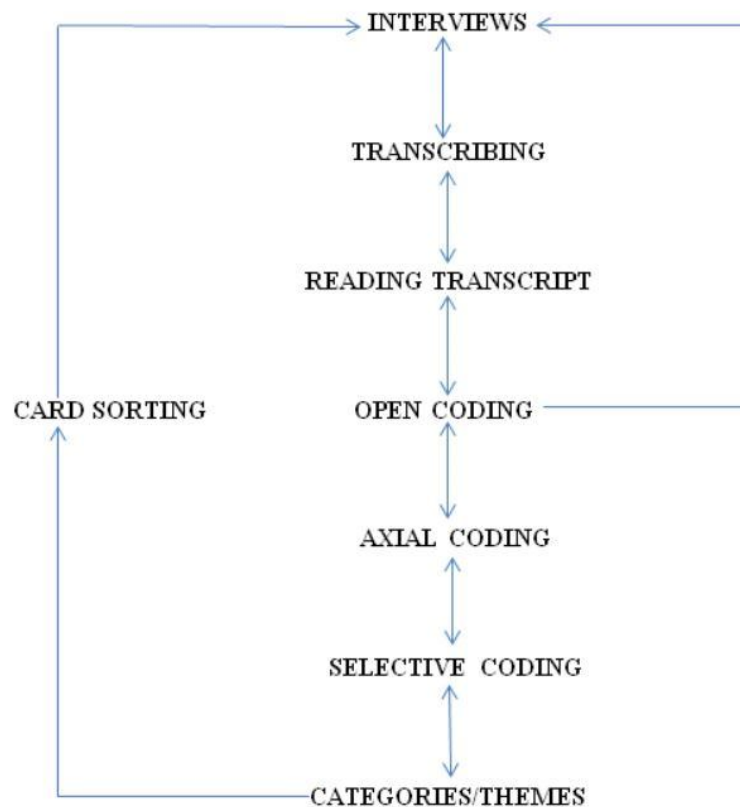 INTERVIEWS
TRANSCRIBING
READING TRANSCRIPT
CARD SORTING
OPEN CODING
AXIAL CODING
SELECTIVE CODING
CATEGORIES/THEMES